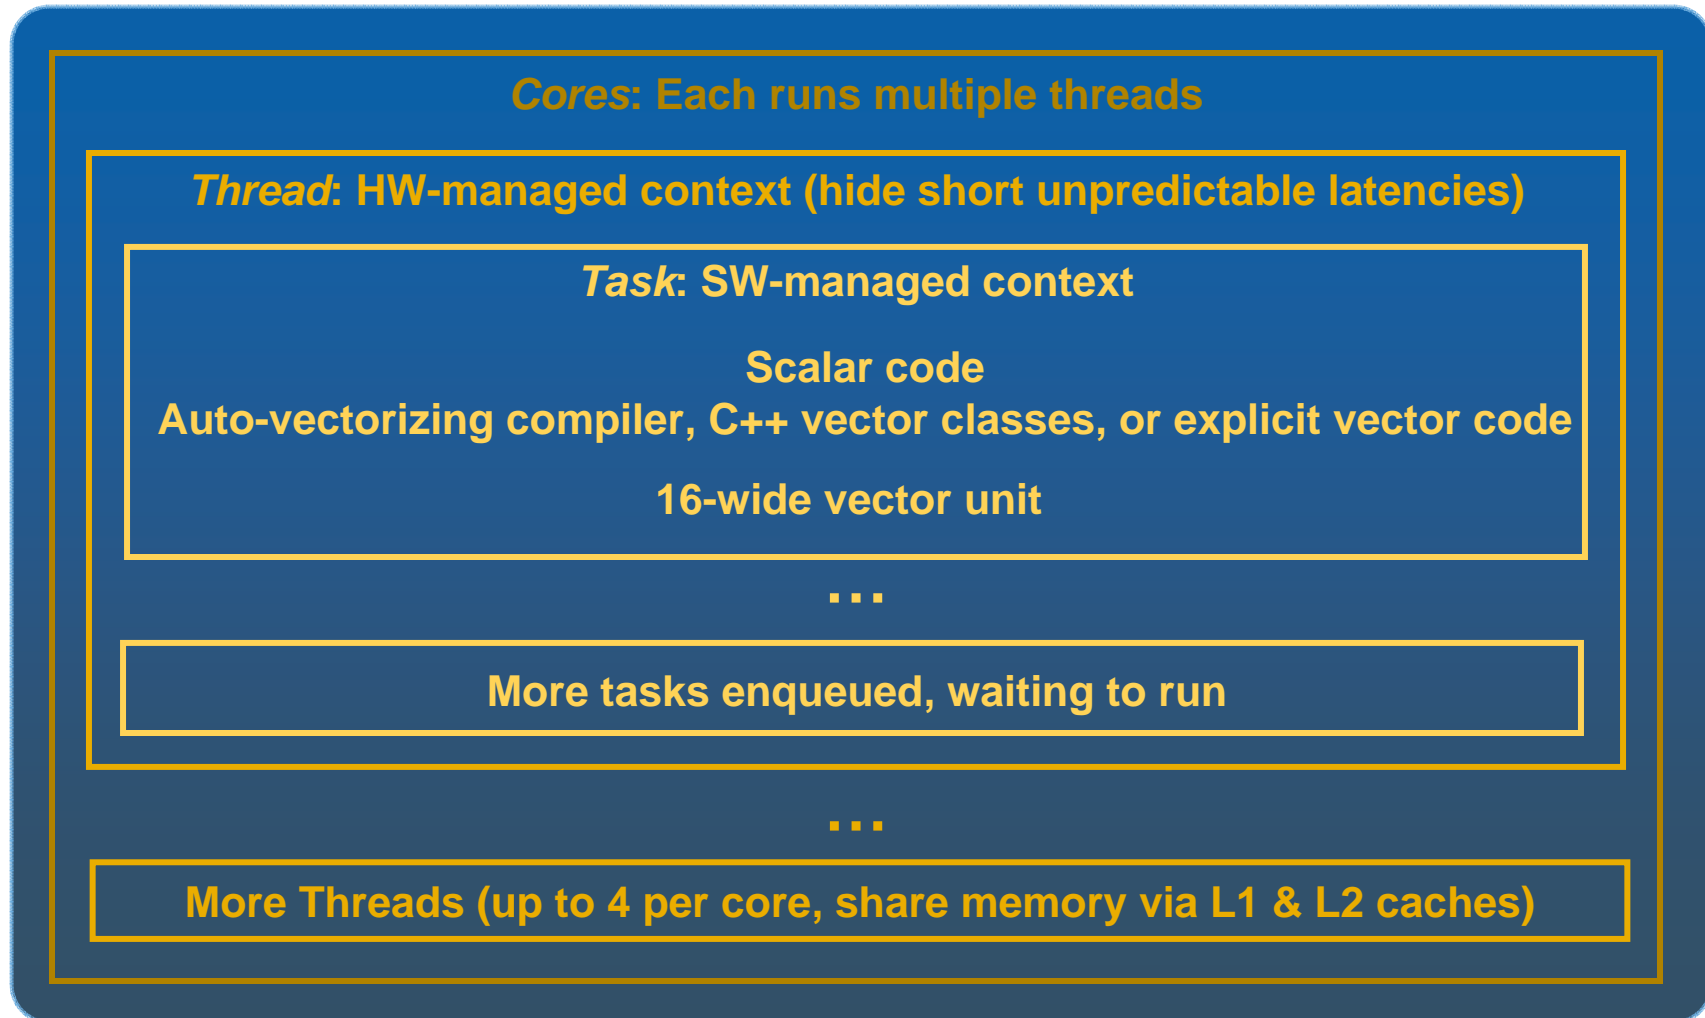 Cores: Each runs multiple threads
Thread: HW-managed context (hide short unpredictable latencies)
Task: SW-managed context
Scalar code
Auto-vectorizing compiler, C++ vector classes, or explicit vector code
16-wide vector unit
…
More tasks enqueued, waiting to run
…
More Threads (up to 4 per core, share memory via L1 & L2 caches)